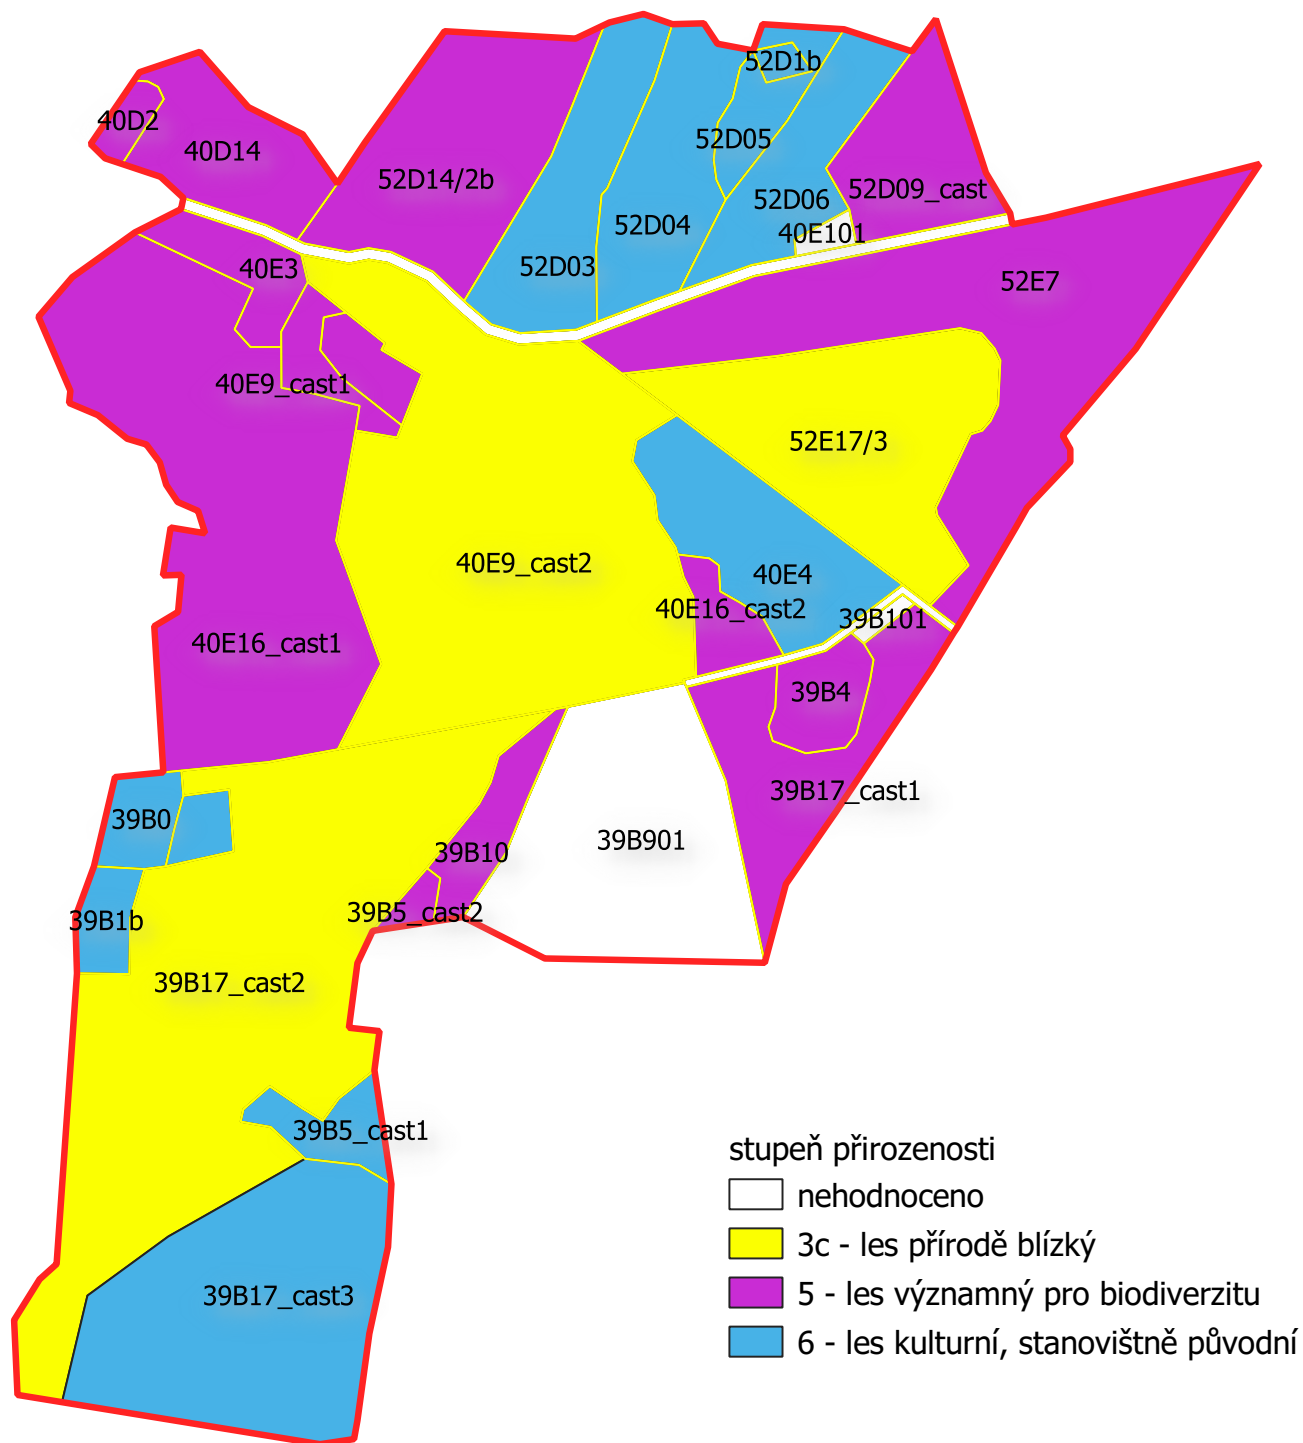 52D1b
40D2
52D05
40D14
52D14/2b
52D09_cast
52D06
52D04
40E101
52D03
40E3
52E7
40E9_cast1
52E17/3
40E9_cast2
40E4
40E16_cast2
39B101
40E16_cast1
39B4
39B17_cast1
39B0
39B901
39B10
39B5_cast2
39B1b
39B17_cast2
39B5_cast1
39B17_cast3
stupeň přirozenosti
nehodnoceno
3c - les přírodě blízký
5 - les významný pro biodiverzitu
6 - les kulturní, stanovištně původní